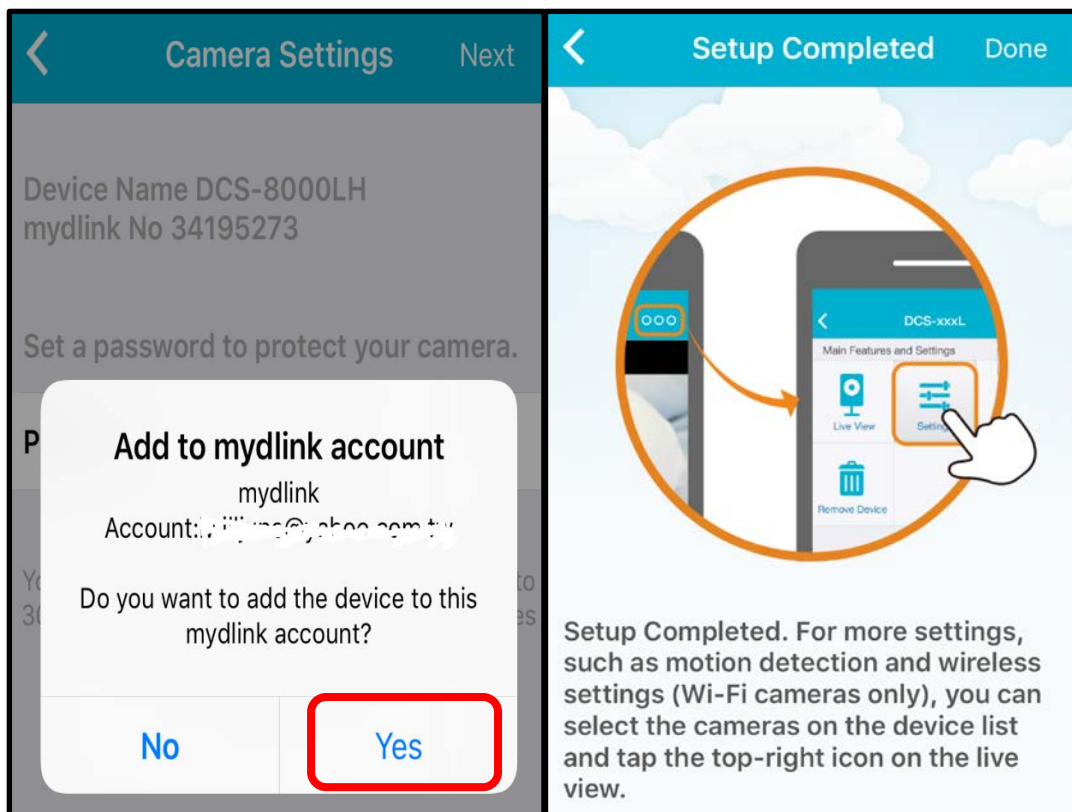 Camera Settings
Next
Device Name DCS-8000LH
mydlink No 34195273
Set a password to protect your camera.
P
Add to mydlink account
mydlink
Account:
Do you want to add the device to this
mydlink account?
No
Yes
Setup Completed
Done
DCS-xxxL
Main Features and Settings
Live View
Setting
Remove Device
Setup Completed. For more settings,
such as motion detection and wireless
settings (Wi-Fi cameras only), you can
select the cameras on the device list
and tap the top-right icon on the live
view.